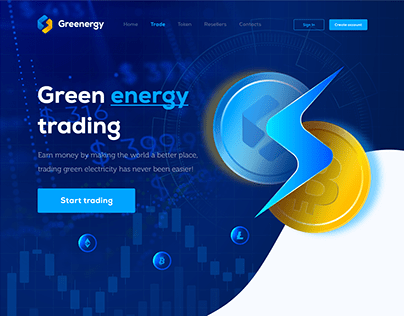 Greenergy
Home Trade Token Resellers Contacts
Sign in Create account
Green energy
trading
Earn money by making the world a better place,
trading green electricity has never been easier!
Start trading